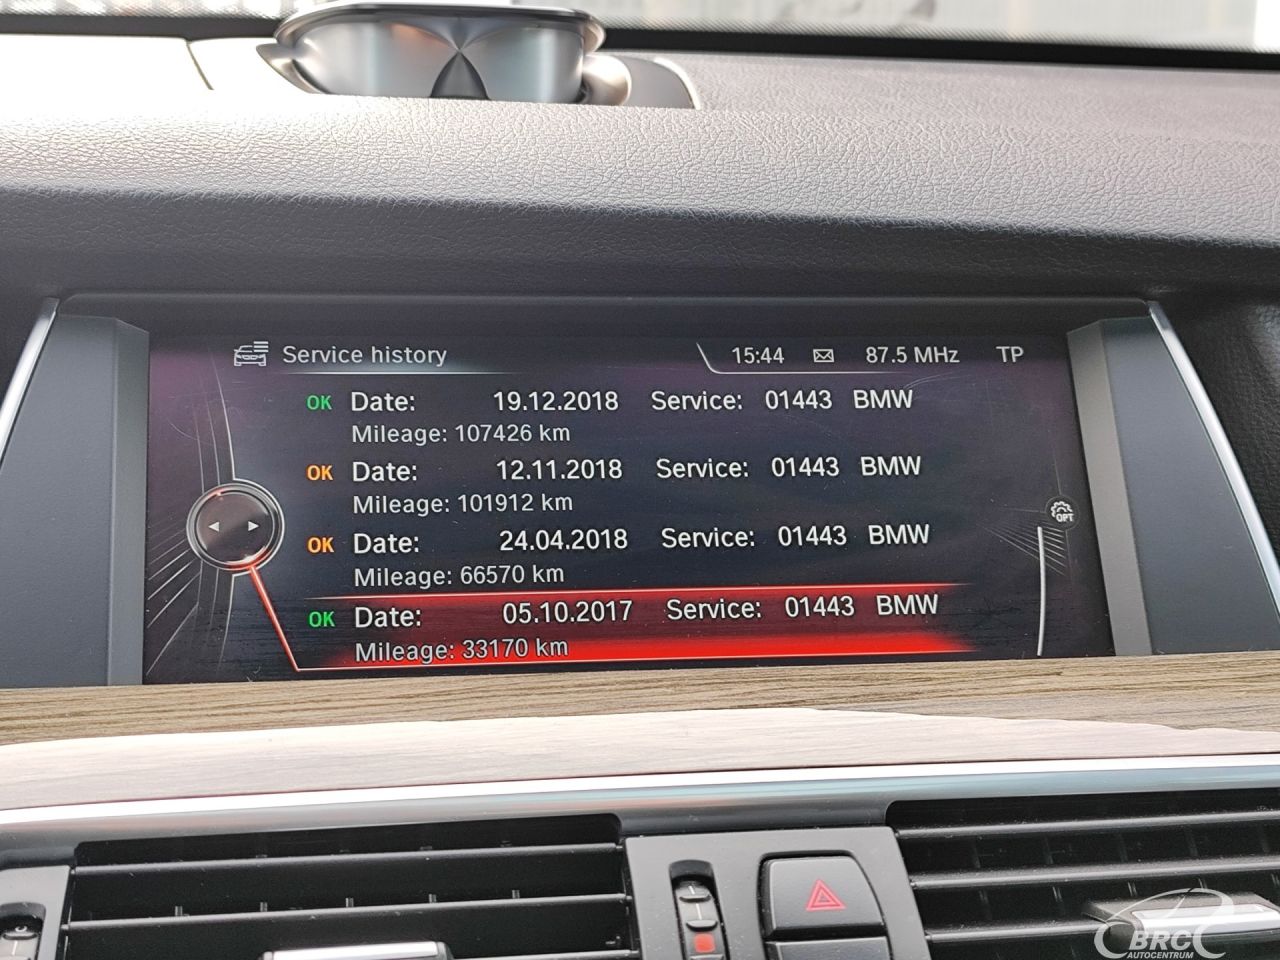 Service history 15:44 87.5 MHz TP
OK Date: 19.12.2018 Service: 01443 BMW
Mileage: 107426 km
OK Date: 12.11.2018 Service: 01443 BMW
Mileage: 101912 km
OPT
OK Date: 24.04.2018 Service: 01443 BMW
Mileage: 66570 km
OK Date: 05.10.2017 Service: 01443 BMW
Mileage: 33170 km
BRC
AUTOCENTRUM